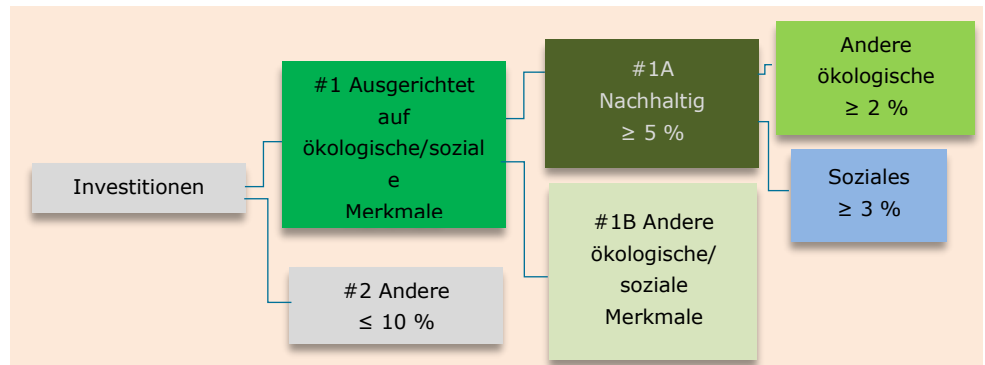 Investitionen
#1 Ausgerichtet
auf
ökologische/sozial
e
Merkmale
#2 Andere
≤ 10 %
#1A
Nachhaltig
≥ 5 %
#1B Andere
ökologische/
soziale
Merkmale
Andere
ökologische
≥ 2 %
Soziales
≥ 3 %